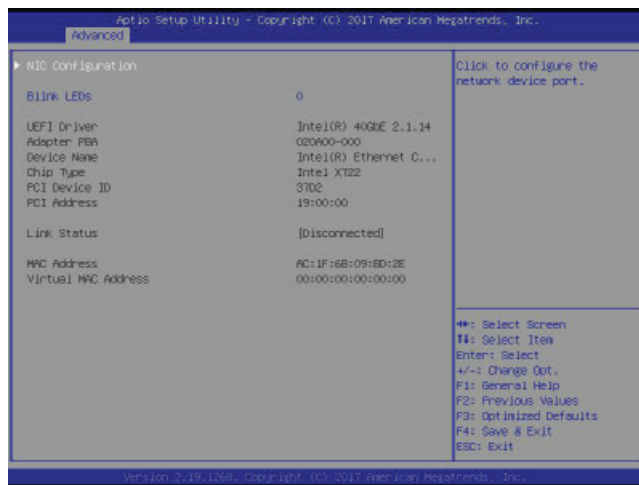 Aptio Setup Utility - Copyright (C) 2017 American Megatrends, Inc.
Advanced
NIC Configuration
Blink LEDs 0
UEFI Driver Intel(R) 40GbE 2.1.14
Adapter PBA 020A00-000
Device Name Intel(R) Ethernet C...
Chip Type Intel X722
PCI Device ID 37D2
PCI Address 19:00:00
Link Status [Disconnected]
MAC Address AC:1F:6B:09:BD:2E
Virtual MAC Address 00:00:00:00:00:00
Click to configure the
network device port.
↔: Select Screen
↑↓: Select Item
Enter: Select
+/-: Change Opt.
F1: General Help
F2: Previous Values
F3: Optimized Defaults
F4: Save & Exit
ESC: Exit
Version 2.19.1268. Copyright (C) 2017 American Megatrends, Inc.